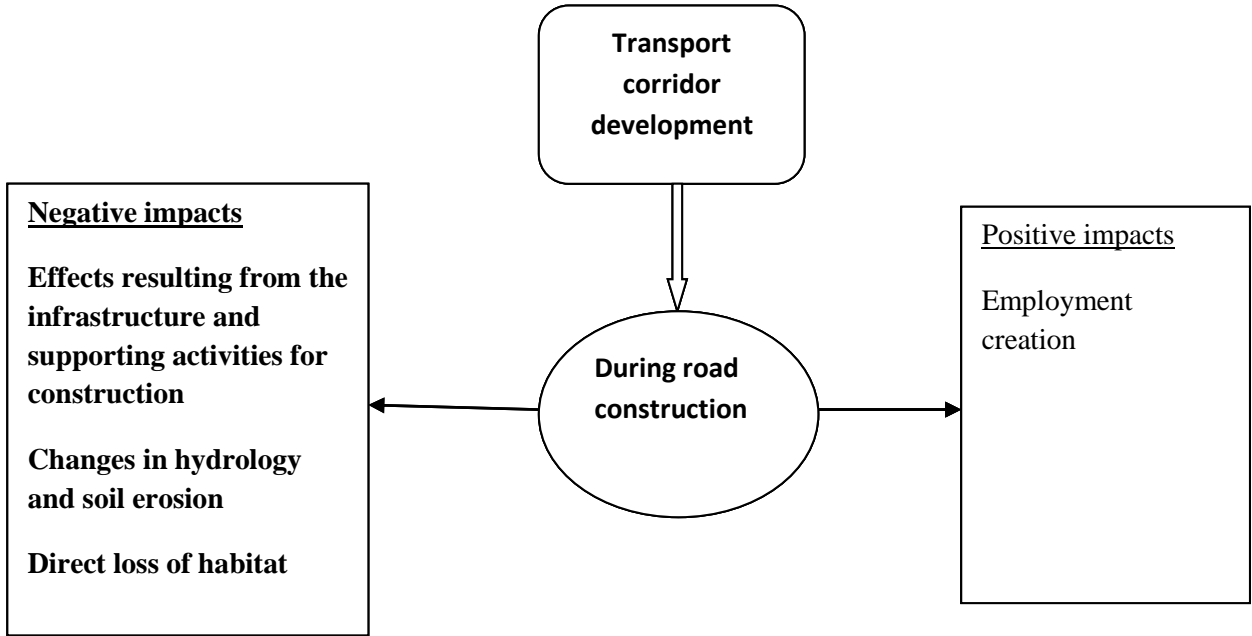 Transport
corridor
development
Negative impacts
Effects resulting from the
infrastructure and
supporting activities for
construction
Changes in hydrology
and soil erosion
Direct loss of habitat
During road
construction
Positive impacts
Employment
creation